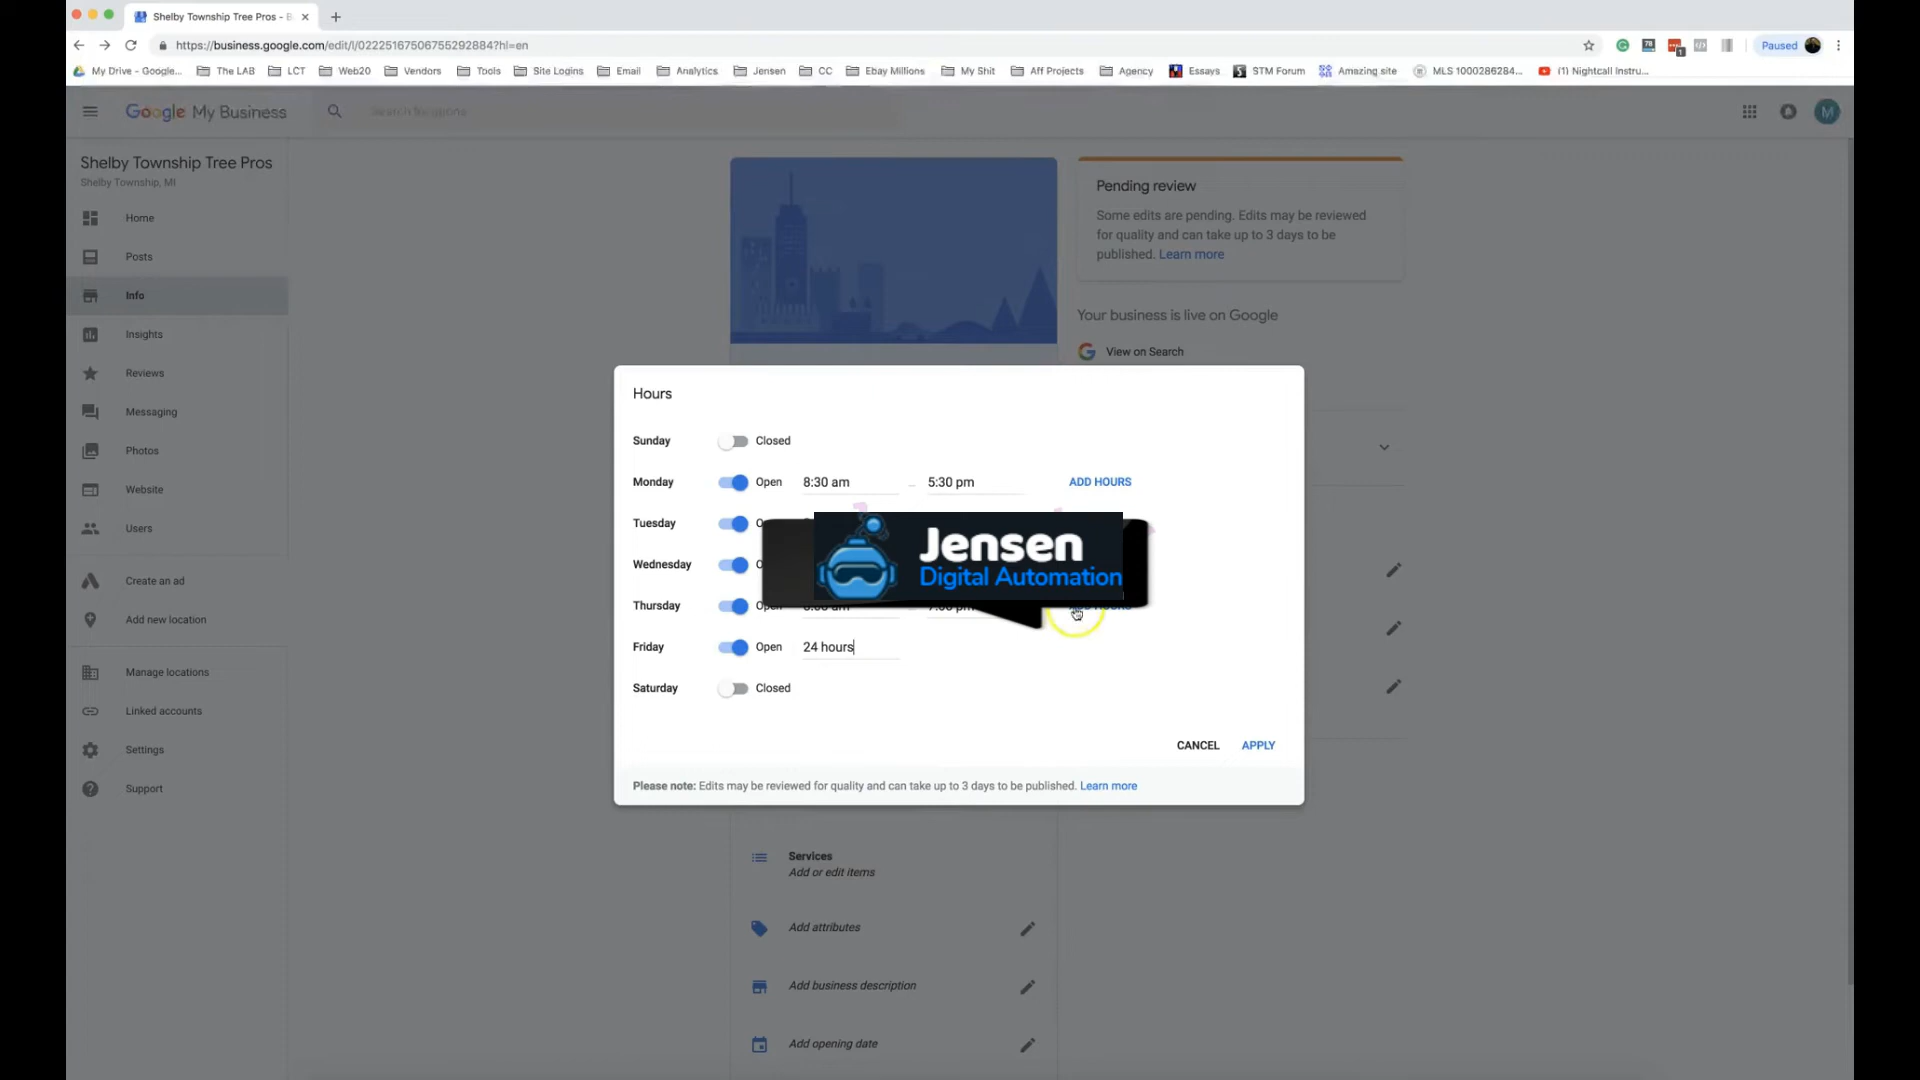 Shelby Township Tree Pros - B
https://business.google.com/edit/l/02225167506755292884?hl=en
Paused
My Drive - Google...
The LAB
LCT
Web20
Vendors
Tools
Site Logins
Email
Analytics
Jensen
CC
Ebay Millions
My Shit
Aff Projects
Agency
Essays
STM Forum
Amazing site
MLS 1000286284...
(1) Nightcall Instru...
Google My Business
Search locations
M
Shelby Township Tree Pros
Shelby Township, MI
Home
Posts
Info
Insights
Reviews
Messaging
Photos
Website
Users
Create an ad
Add new location
Manage locations
Linked accounts
Settings
Support
Pending review
Some edits are pending. Edits may be reviewed
for quality and can take up to 3 days to be
published. Learn more
Your business is live on Google
View on Search
Hours
Sunday Closed
Monday Open 8:30 am – 5:30 pm ADD HOURS
Tuesday
Wednesday
Thursday Open
Friday Open 24 hours
Saturday Closed
Jensen
Digital Automation
CANCEL APPLY
Please note: Edits may be reviewed for quality and can take up to 3 days to be published. Learn more
Services
Add or edit items
Add attributes
Add business description
Add opening date